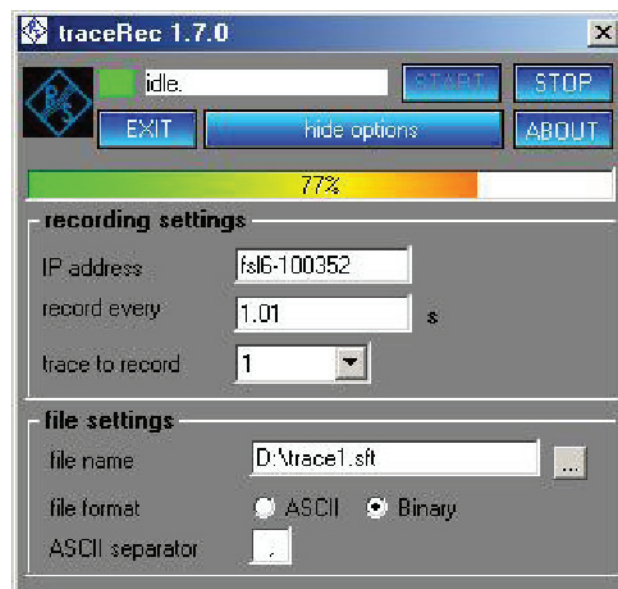 traceRec 1.7.0
idle. START STOP
EXIT hide options ABOUT
77%
recording settings
IP address fsl6-100352
record every 1.01 s
trace to record 1
file settings
file name D:\trace1.sft ...
file format ASCII Binary
ASCII separator